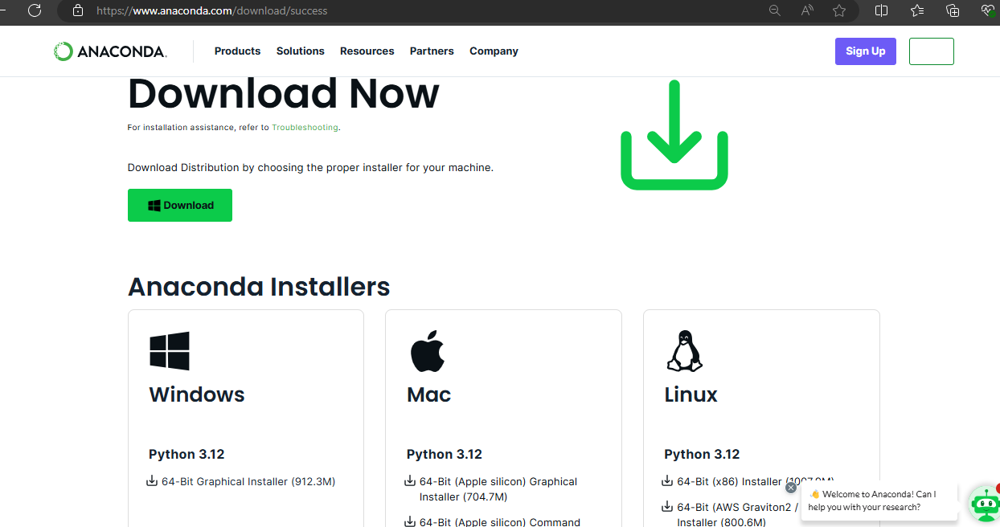 https://www.anaconda.com/download/success
ANACONDA.
Products Solutions Resources Partners Company
Sign Up
Download Now
For installation assistance, refer to Troubleshooting.
Download Distribution by choosing the proper installer for your machine.
Download
Anaconda Installers
Windows
Python 3.12
64-Bit Graphical Installer (912.3M)
Mac
Python 3.12
64-Bit (Apple silicon) Graphical
Installer (704.7M)
64-Bit (Apple silicon) Command
Linux
Python 3.12
64-Bit (x86) Installer
64-Bit (AWS Graviton2 /
Installer (800.6M)
👋 Welcome to Anaconda! Can I
help you with your research?